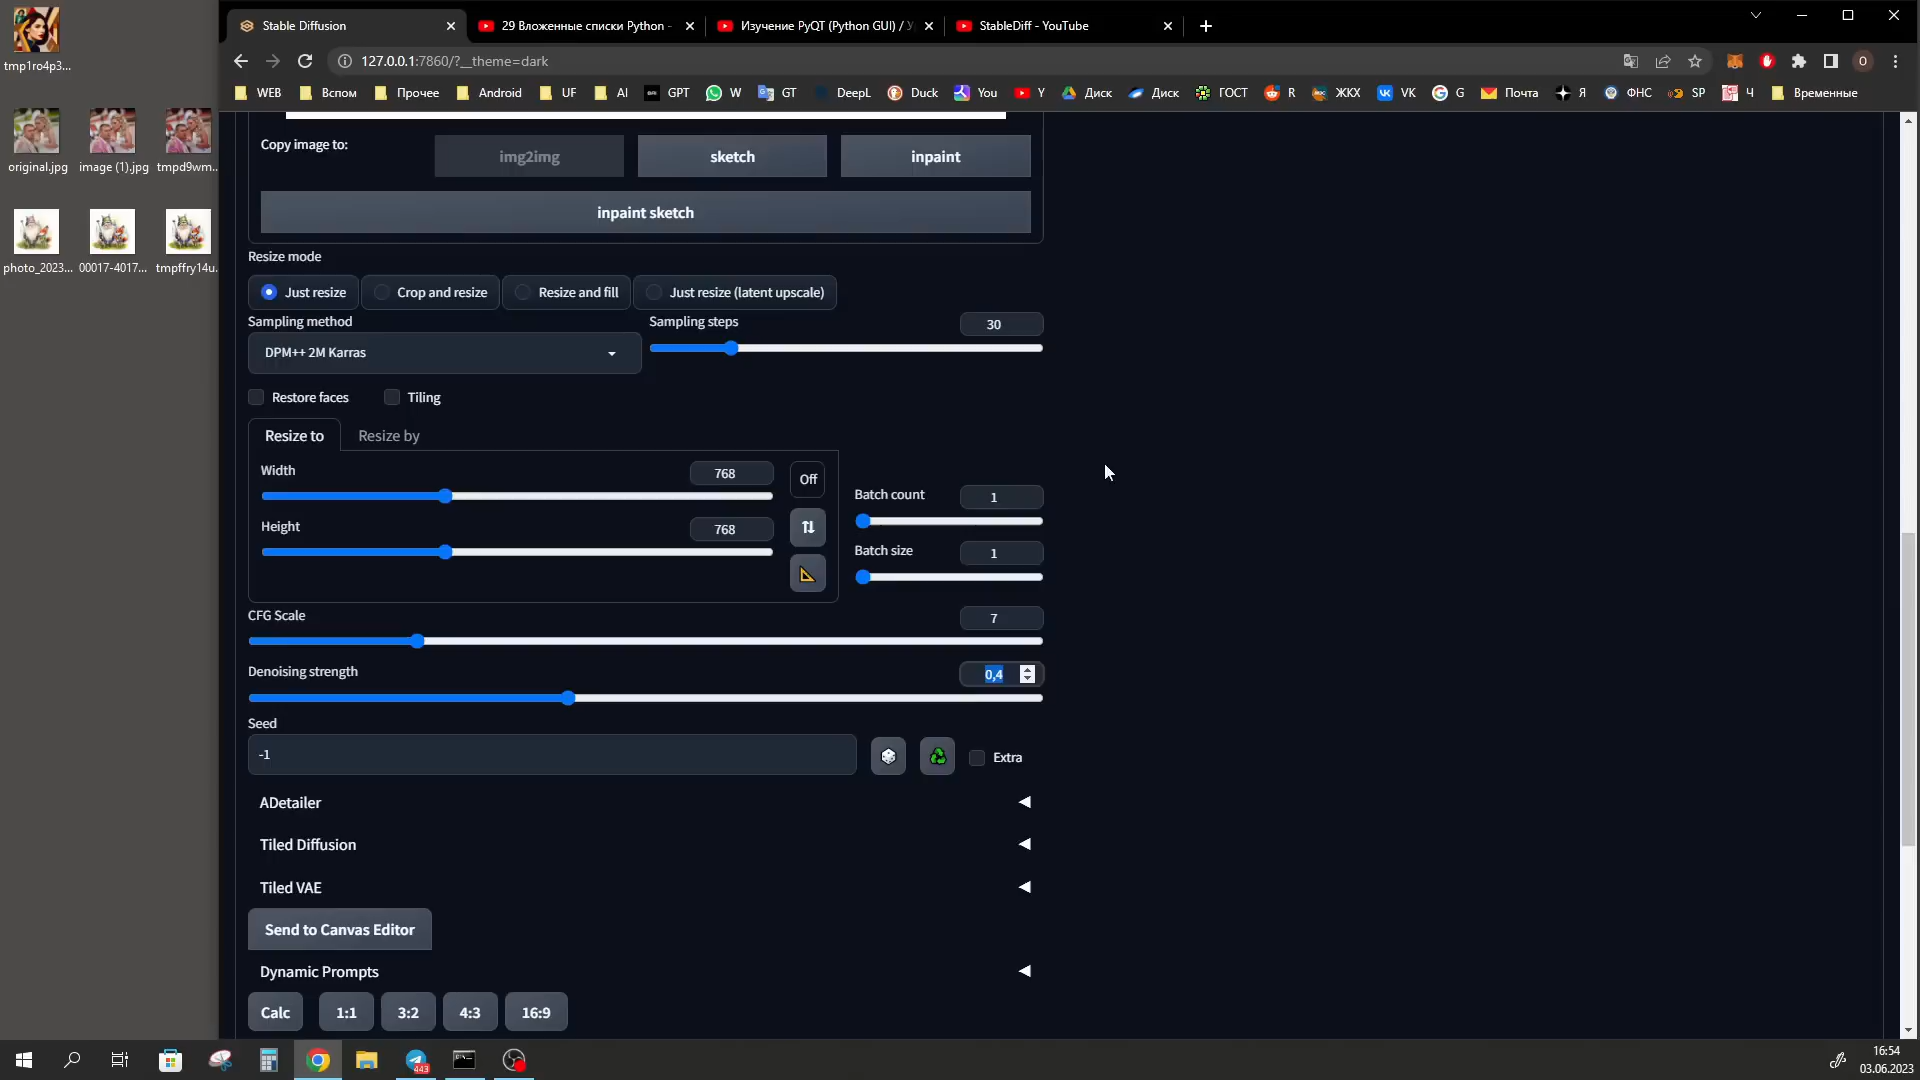 tmp1ro4p3...
original.jpg
image (1).jpg
tmpd9wm...
photo_2023...
00017-4017...
tmpffry14u...
Stable Diffusion
29 Вложенные списки Python -
Изучение PyQT (Python GUI) / У
StableDiff - YouTube
127.0.0.1:7860/?__theme=dark
O
WEB
Вспом
Прочее
Android
UF
AI
GPT
W
GT
DeepL
Duck
You
Y
Диск
Диск
ГОСТ
R
ЖКХ
VK
G
Почта
Я
ФНС
SP
Ч
Временные
Copy image to:
img2img
sketch
inpaint
inpaint sketch
Resize mode
Just resize
Crop and resize
Resize and fill
Just resize (latent upscale)
Sampling method
DPM++ 2M Karras
Sampling steps
30
Restore faces
Tiling
Resize to
Resize by
Width
768
Off
Height
768
Batch count
1
Batch size
1
CFG Scale
7
Denoising strength
0,4
Seed
-1
Extra
ADetailer
Tiled Diffusion
Tiled VAE
Send to Canvas Editor
Dynamic Prompts
Calc
1:1
3:2
4:3
16:9
443
16:54
03.06.2023